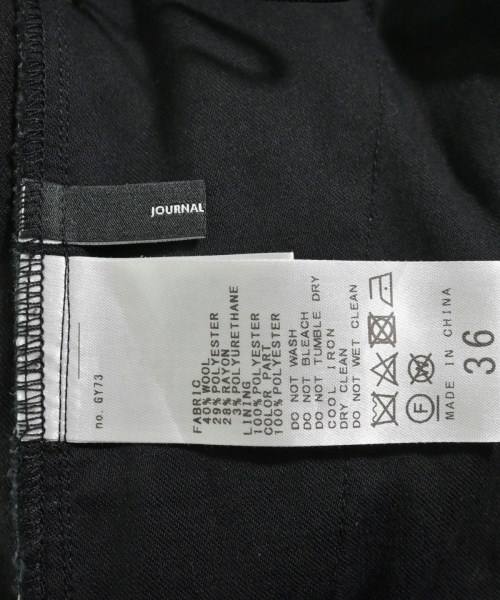 JOURNAL
no. GY73
FABRIC
40% WOOL
29% POLYESTER
28% RAYON
3% POLYURETHANE
LINING
100% POLYESTER
COLOR PART
100% POLYESTER
DO NOT WASH
DO NOT BLEACH
DO NOT TUMBLE DRY
COOL IRON
DRY CLEAN
DO NOT WET CLEAN
F
W
MADE IN CHINA
36